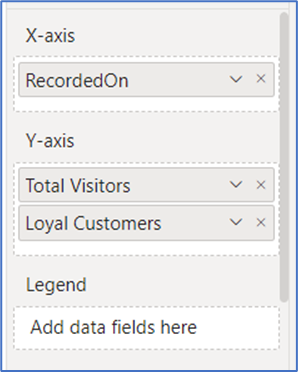 X-axis
RecordedOn
Y-axis
Total Visitors
Loyal Customers
Legend
Add data fields here